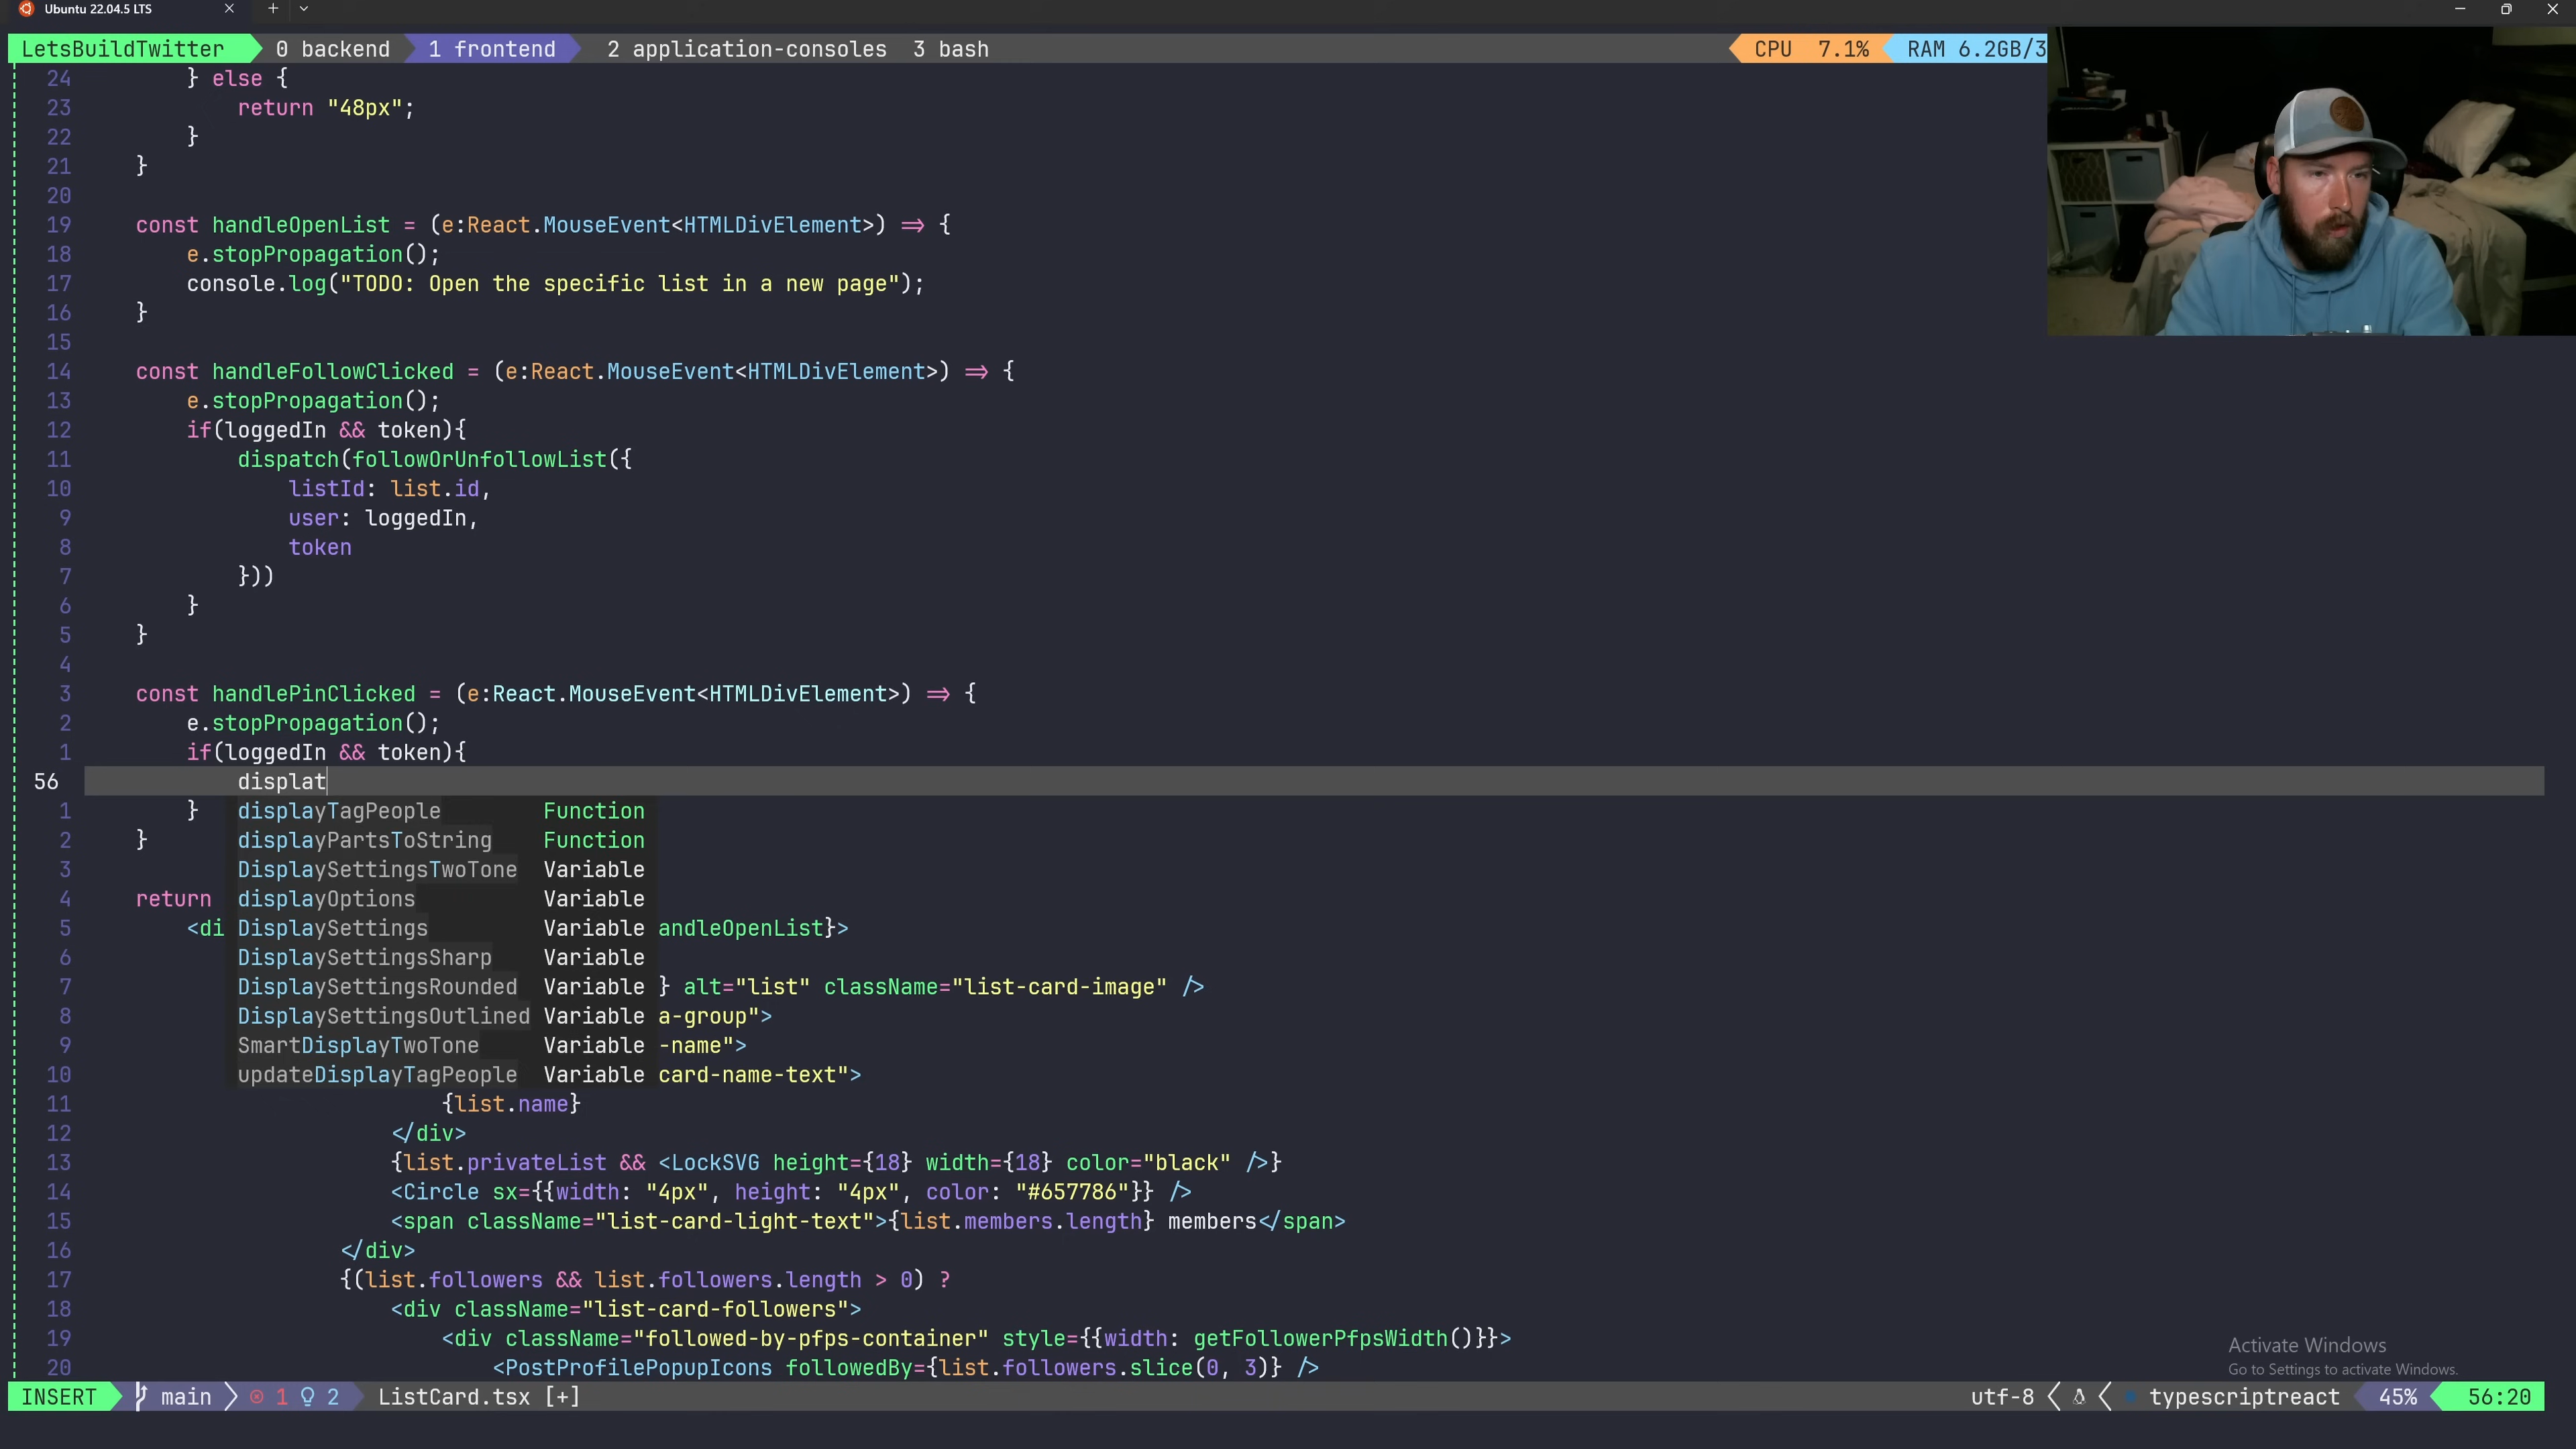 Ubuntu 22.04.5 LTS
LetsBuildTwitter 0 backend 1 frontend 2 application-consoles 3 bash CPU 7.1% RAM 6.2GB/3
24 } else {
23 return "48px";
22 }
21 }
20
19 const handleOpenList = (e:React.MouseEvent<HTMLDivElement>) => {
18 e.stopPropagation();
17 console.log("TODO: Open the specific list in a new page");
16 }
15
14 const handleFollowClicked = (e:React.MouseEvent<HTMLDivElement>) => {
13 e.stopPropagation();
12 if(loggedIn && token){
11 dispatch(followOrUnfollowList({
10 listId: list.id,
9 user: loggedIn,
8 token
7 }))
6 }
5 }
4
3 const handlePinClicked = (e:React.MouseEvent<HTMLDivElement>) => {
2 e.stopPropagation();
1 if(loggedIn && token){
56 displat
1 } displayTagPeople Function
2 } displayPartsToString Function
3 DisplaySettingsTwoTone Variable
4 return displayOptions Variable
5 <di DisplaySettings Variable andleOpenList}>
6 DisplaySettingsSharp Variable
7 DisplaySettingsRounded Variable } alt="list" className="list-card-image" />
8 DisplaySettingsOutlined Variable a-group">
9 SmartDisplayTwoTone Variable -name">
10 updateDisplayTagPeople Variable card-name-text">
11 {list.name}
12 </div>
13 {list.privateList && <LockSVG height={18} width={18} color="black" />}
14 <Circle sx={{width: "4px", height: "4px", color: "#657786"}} />
15 <span className="list-card-light-text">{list.members.length} members</span>
16 </div>
17 {(list.followers && list.followers.length > 0) ?
18 <div className="list-card-followers">
19 <div className="followed-by-pfps-container" style={{width: getFollowerPfpsWidth()}}>
20 <PostProfilePopupIcons followedBy={list.followers.slice(0, 3)} />
Activate Windows
Go to Settings to activate Windows.
INSERT main 1 2 ListCard.tsx [+] utf-8 typescriptreact 45% 56:20